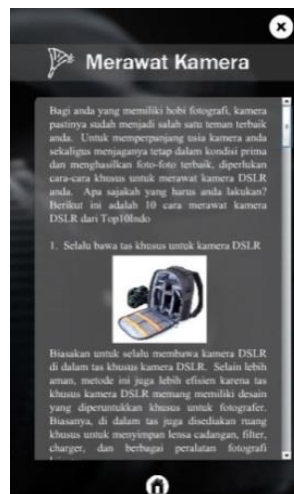 Merawat Kamera
Bagi anda yang memiliki hobi fotografi, kamera
pastinya sudah menjadi salah satu teman terbaik
anda. Untuk memperpanjang usia kamera anda
sekaligus menjaganya tetap dalam kondisi prima
dan menghasilkan foto-foto terbaik, diperlukan
cara-cara khusus untuk merawat kamera DSLR
anda. Apa sajakah yang harus anda lakukan?
Berikut ini adalah 10 cara merawat kamera
DSLR dari Top10Indo
1. Selalu bawa tas khusus untuk kamera DSLR
Biasakan untuk selalu membawa kamera DSLR
di dalam tas khusus kamera DSLR. Selain lebih
aman, metode ini juga lebih efisien karena tas
khusus kamera DSLR memang memiliki desain
yang diperuntukkan khusus untuk fotografer.
Biasanya, di dalam tas juga disediakan ruang
khusus untuk menyimpan lensa cadangan, filter,
charger, dan berbagai peralatan fotografi